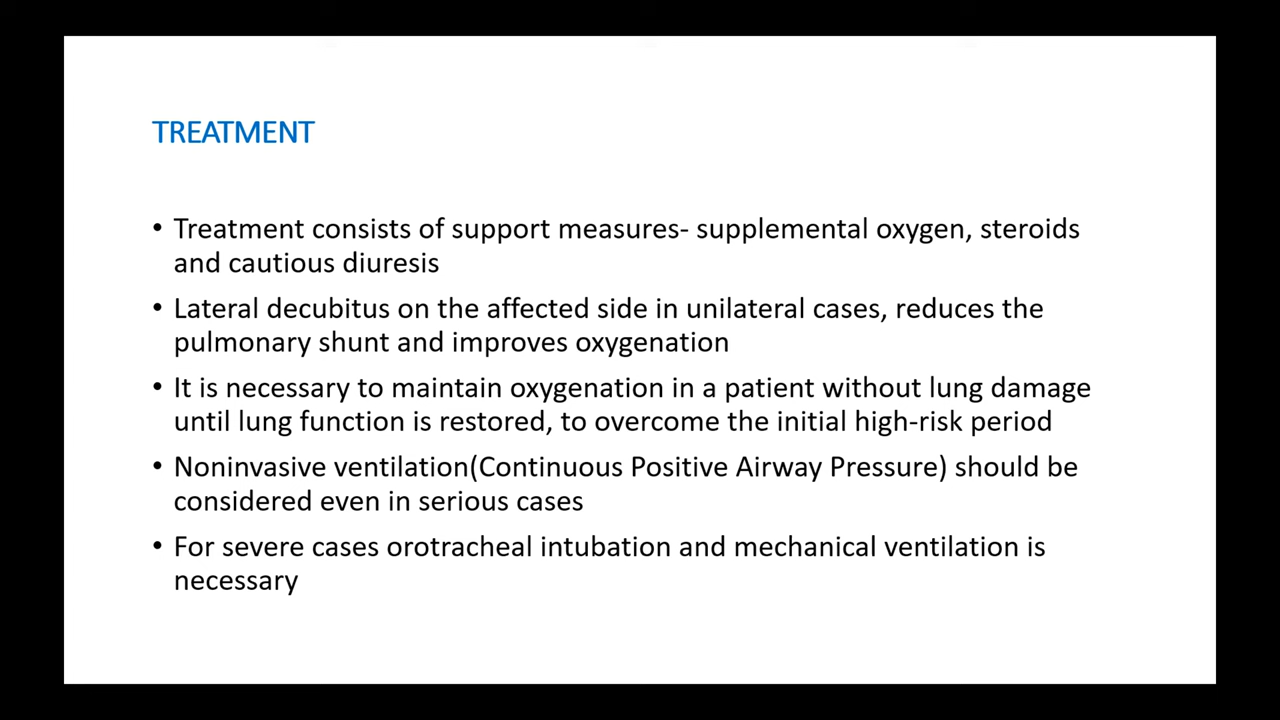 TREATMENT
• Treatment consists of support measures- supplemental oxygen, steroids
and cautious diuresis
• Lateral decubitus on the affected side in unilateral cases, reduces the
pulmonary shunt and improves oxygenation
• It is necessary to maintain oxygenation in a patient without lung damage
until lung function is restored, to overcome the initial high-risk period
• Noninvasive ventilation(Continuous Positive Airway Pressure) should be
considered even in serious cases
• For severe cases orotracheal intubation and mechanical ventilation is
necessary